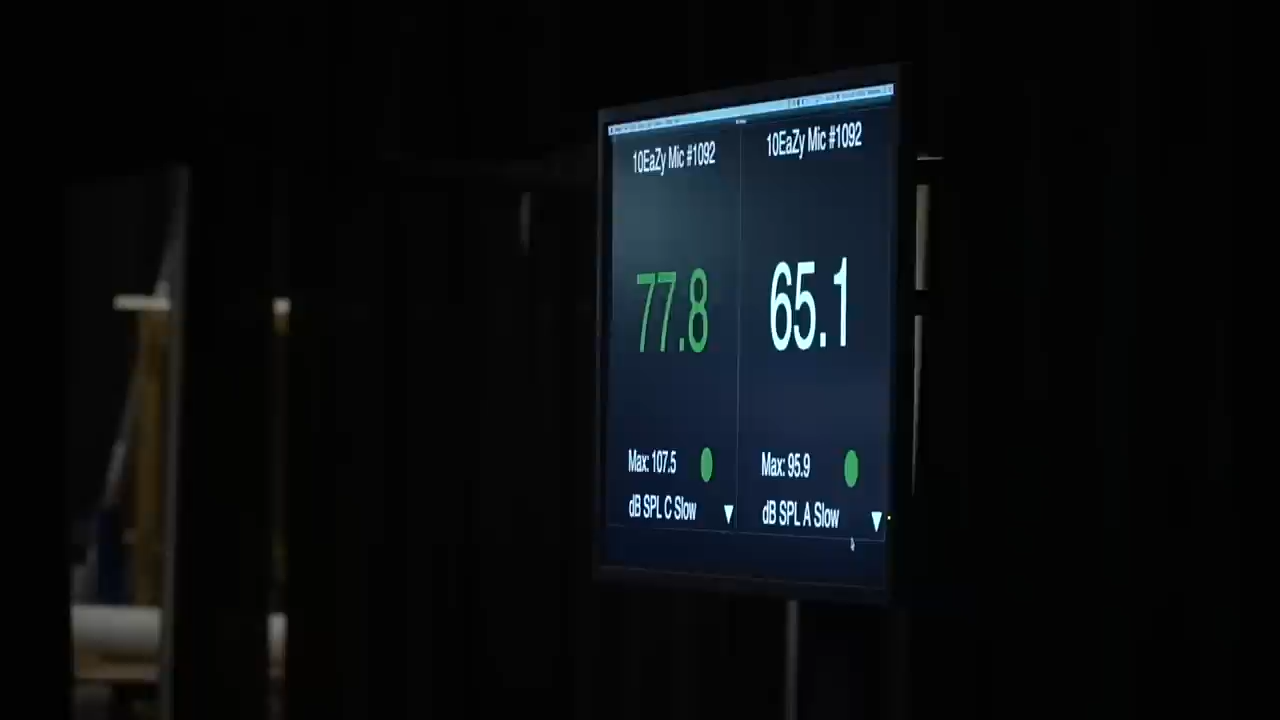 10EaZy Mic #1092
77.8
Max: 107.5
dB SPL C Slow
10EaZy Mic #1092
65.1
Max: 95.9
dB SPL A Slow